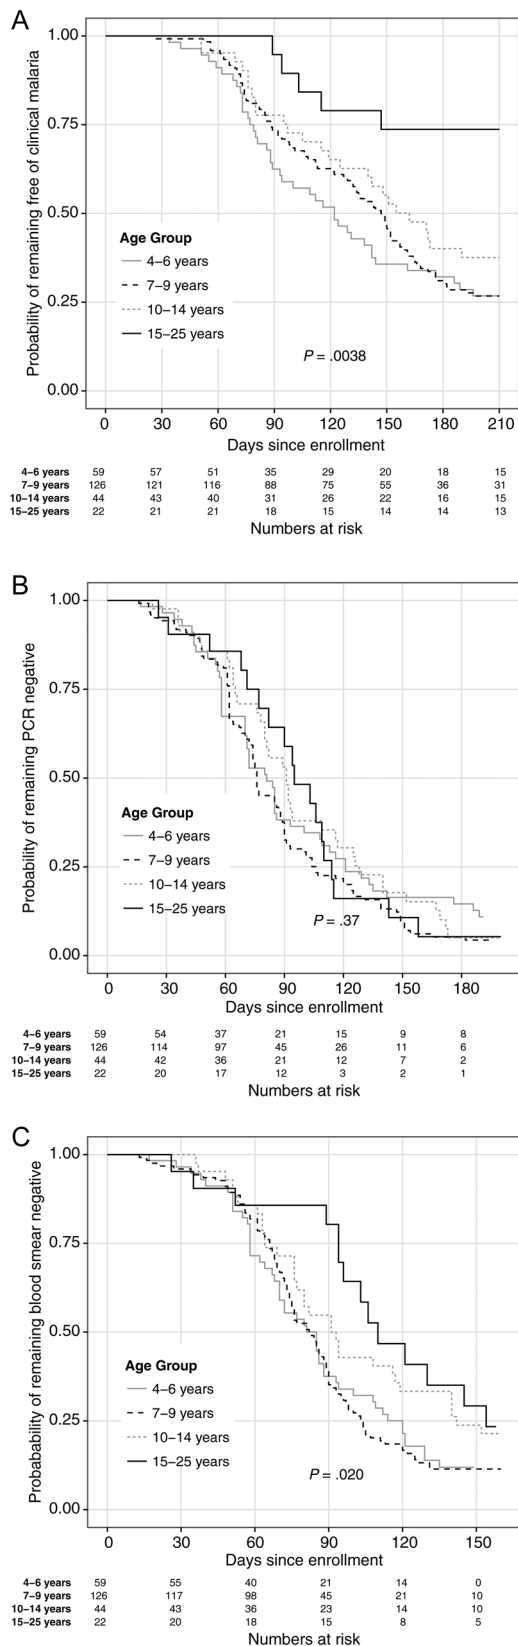 A
Probability of remaining free of clinical malaria
1.00
0.75
0.50
0.25
0.00
Age Group
4–6 years
7–9 years
10–14 years
15–25 years
P = .0038
0 30 60 90 120 150 180 210
Days since enrollment
4–6 years 59 57 51 35 29 20 18 15
7–9 years 126 121 116 88 75 55 36 31
10–14 years 44 43 40 31 26 22 16 15
15–25 years 22 21 21 18 15 14 14 13
Numbers at risk
B
Probability of remaining PCR negative
1.00
0.75
0.50
0.25
0.00
Age Group
4–6 years
7–9 years
10–14 years
15–25 years
P = .37
0 30 60 90 120 150 180
Days since enrollment
4–6 years 59 54 37 21 15 9 8
7–9 years 126 114 97 45 26 11 6
10–14 years 44 42 36 21 12 7 2
15–25 years 22 20 17 12 3 2 1
Numbers at risk
C
Probabability of remaining blood smear negative
1.00
0.75
0.50
0.25
0.00
Age Group
4–6 years
7–9 years
10–14 years
15–25 years
P = .020
0 30 60 90 120 150
Days since enrollment
4–6 years 59 55 40 21 14 0
7–9 years 126 117 98 45 21 10
10–14 years 44 43 36 23 14 10
15–25 years 22 20 18 15 8 5
Numbers at risk